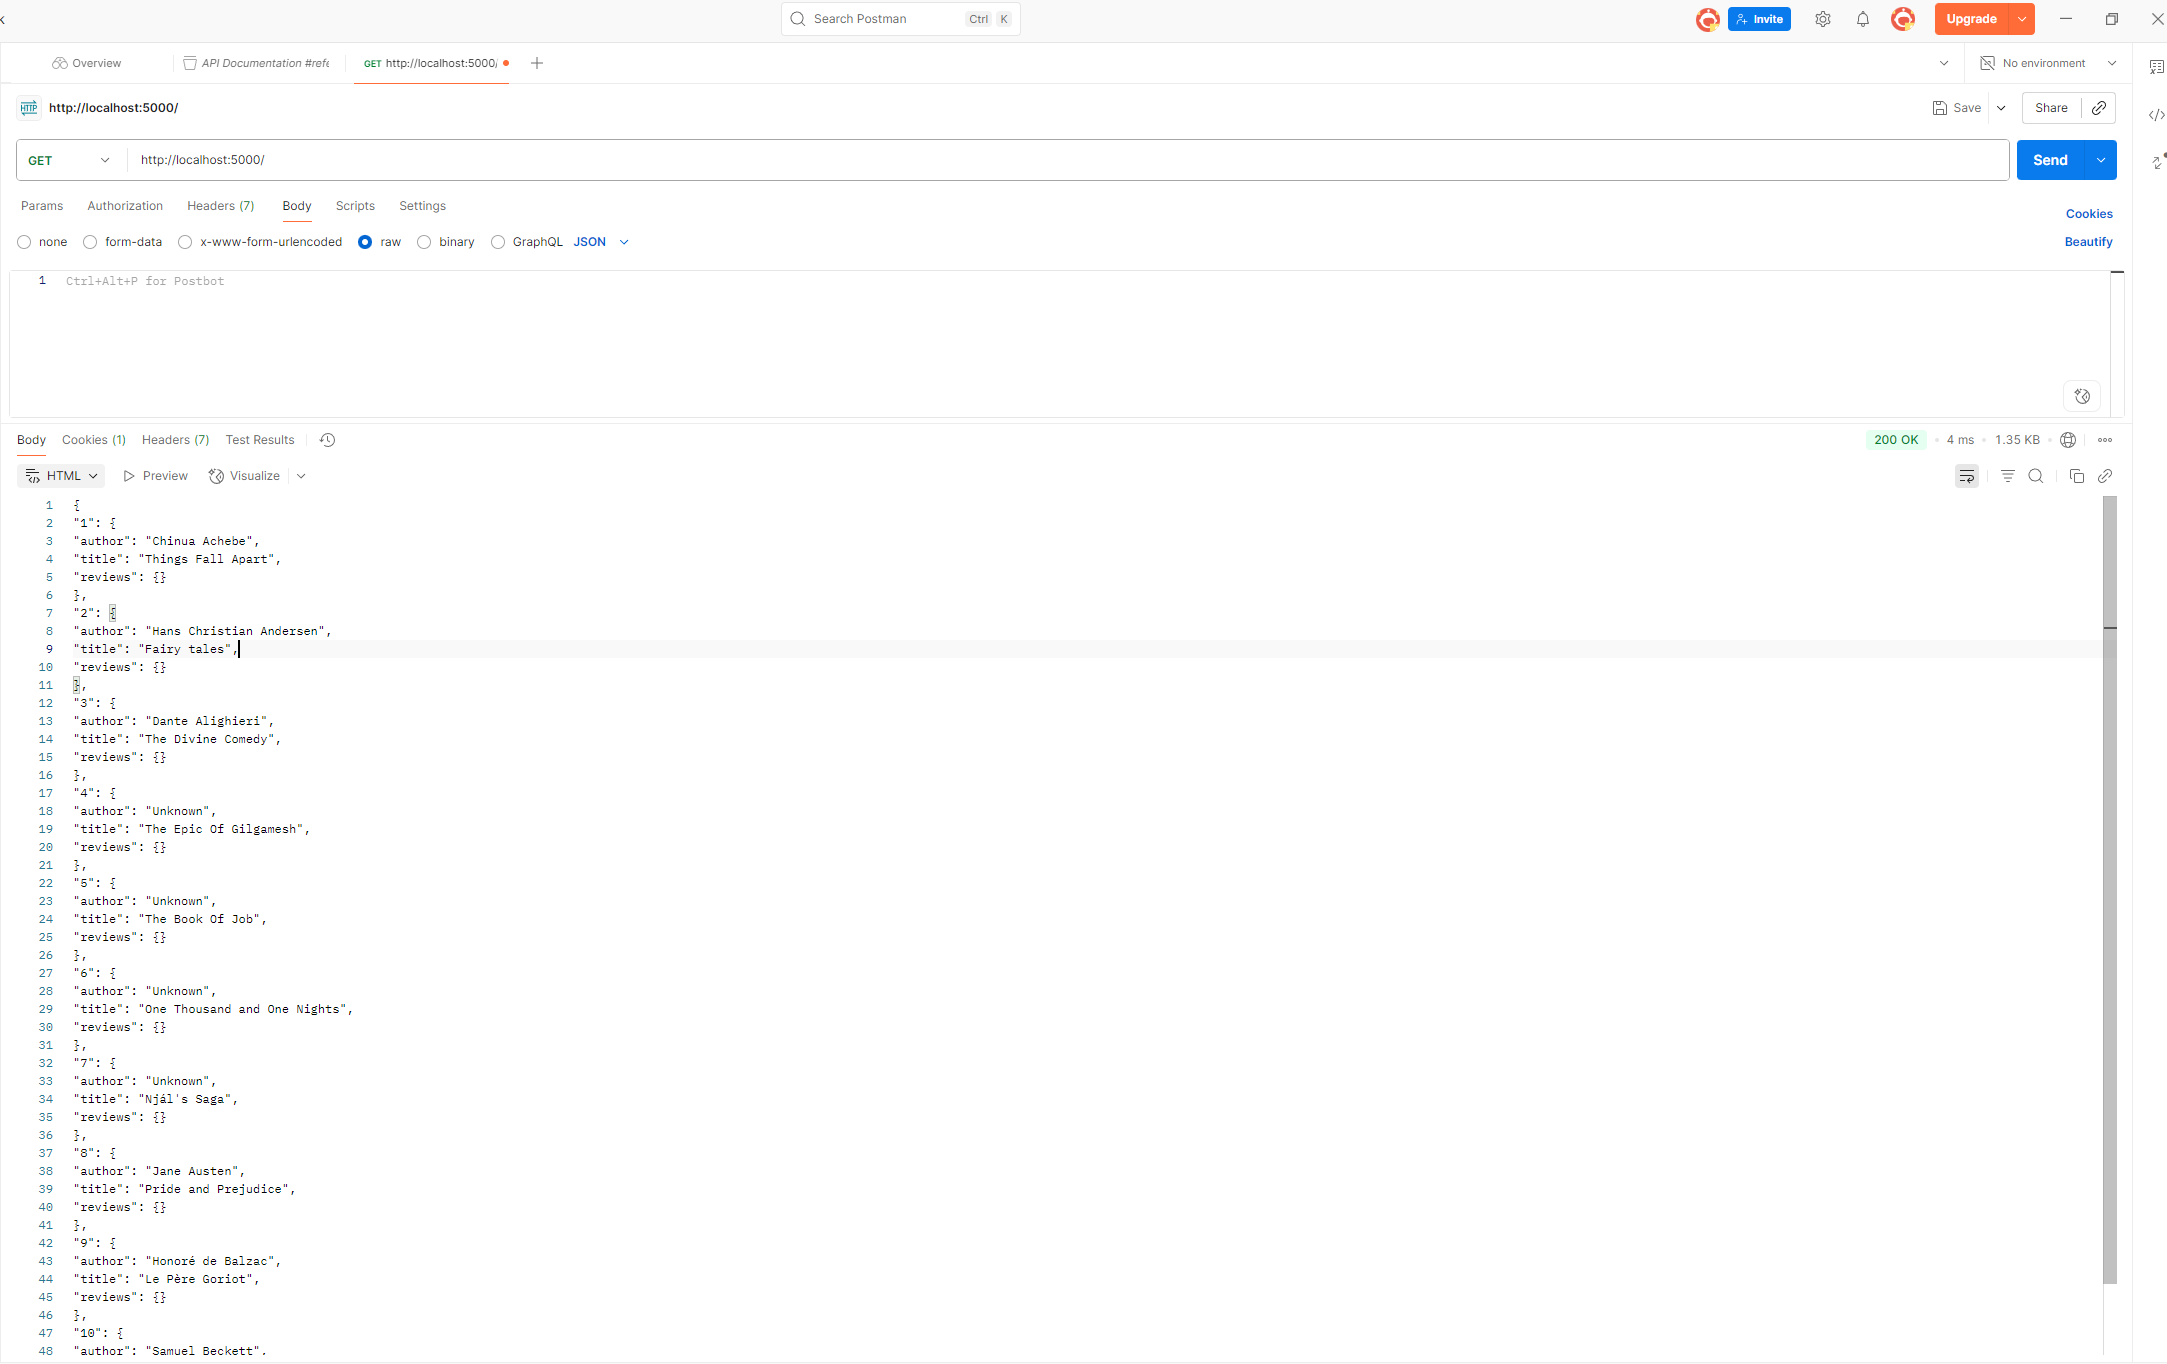 Search Postman Ctrl K Invite Upgrade
Overview API Documentation #refe GET http://localhost:5000/ No environment
HTTP http://localhost:5000/ Save Share
GET http://localhost:5000/ Send
Params Authorization Headers (7) Body Scripts Settings Cookies
none form-data x-www-form-urlencoded raw binary GraphQL JSON Beautify
1 Ctrl+Alt+P for Postbot
Body Cookies (1) Headers (7) Test Results 200 OK 4 ms 1.35 KB
HTML Preview Visualize
1 {
2 "1": {
3 "author": "Chinua Achebe",
4 "title": "Things Fall Apart",
5 "reviews": {}
6 },
7 "2": {
8 "author": "Hans Christian Andersen",
9 "title": "Fairy tales",
10 "reviews": {}
11 },
12 "3": {
13 "author": "Dante Alighieri",
14 "title": "The Divine Comedy",
15 "reviews": {}
16 },
17 "4": {
18 "author": "Unknown",
19 "title": "The Epic Of Gilgamesh",
20 "reviews": {}
21 },
22 "5": {
23 "author": "Unknown",
24 "title": "The Book Of Job",
25 "reviews": {}
26 },
27 "6": {
28 "author": "Unknown",
29 "title": "One Thousand and One Nights",
30 "reviews": {}
31 },
32 "7": {
33 "author": "Unknown",
34 "title": "Njál's Saga",
35 "reviews": {}
36 },
37 "8": {
38 "author": "Jane Austen",
39 "title": "Pride and Prejudice",
40 "reviews": {}
41 },
42 "9": {
43 "author": "Honoré de Balzac",
44 "title": "Le Père Goriot",
45 "reviews": {}
46 },
47 "10": {
48 "author": "Samuel Beckett",